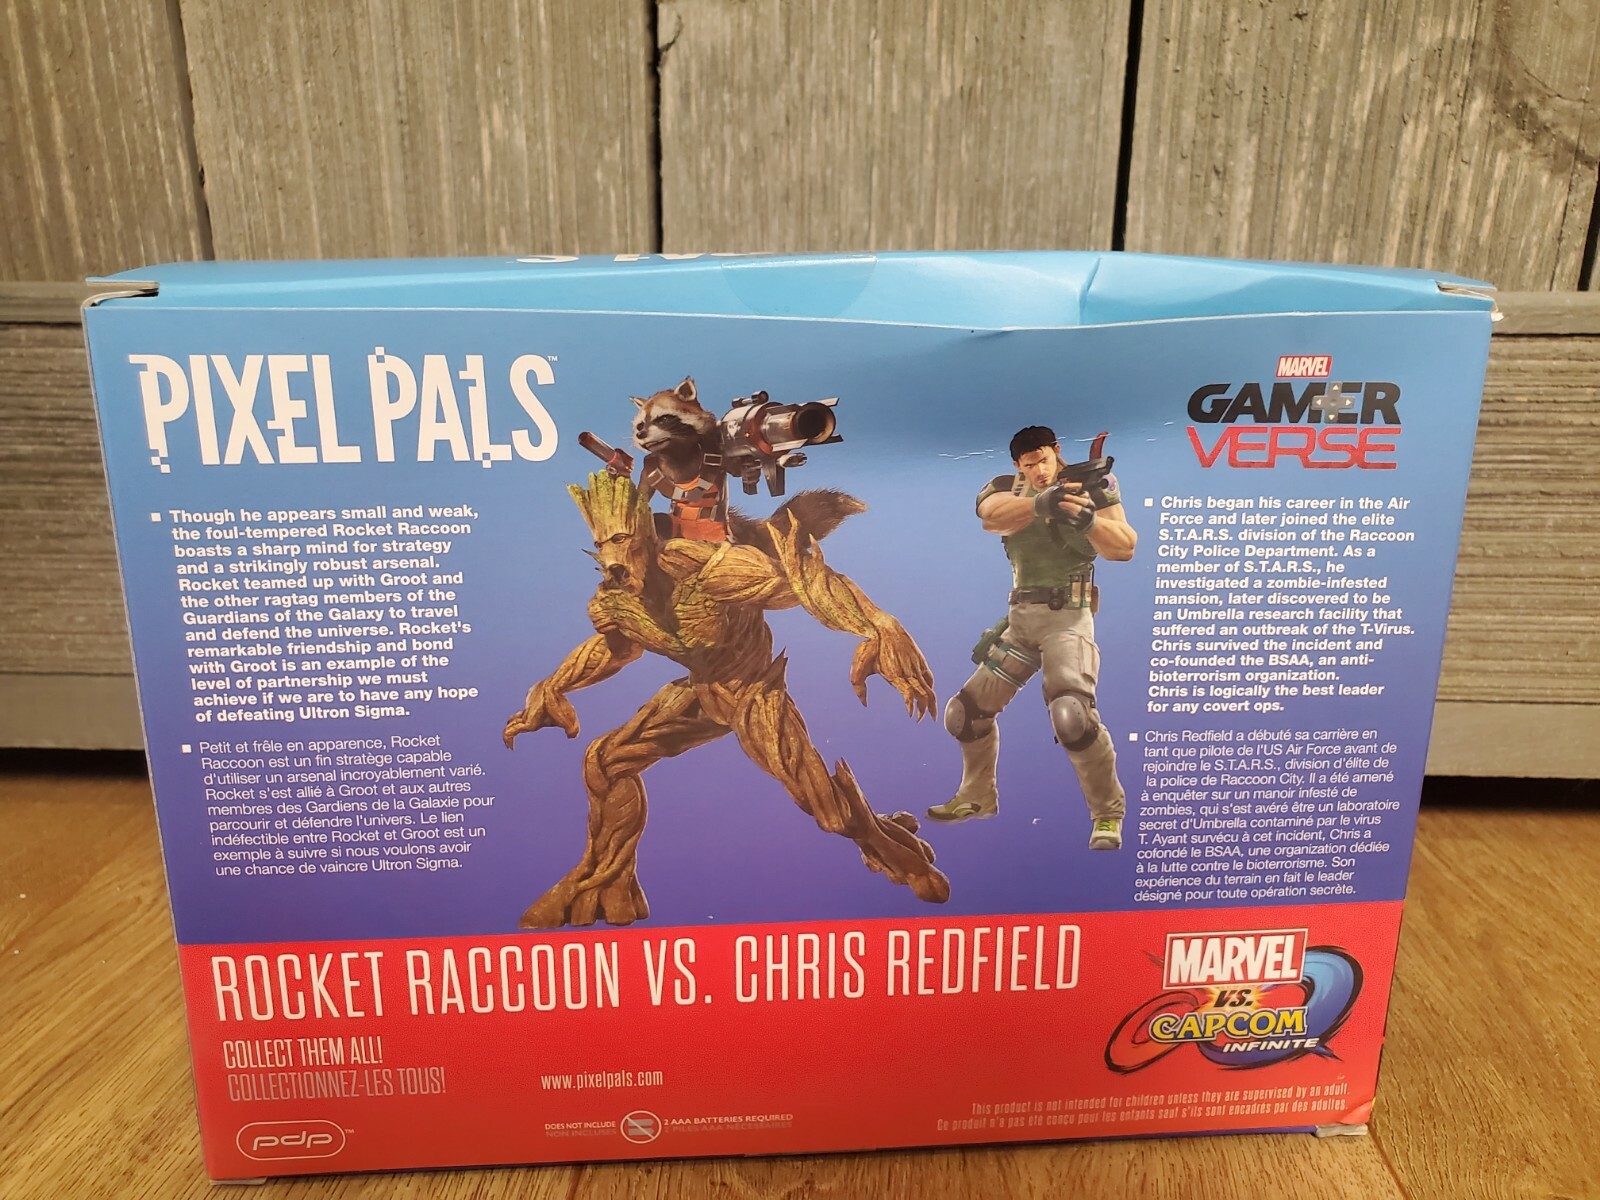 PIXEL PALS™
MARVEL
GAMER
VERSE
▪ Though he appears small and weak,
the foul-tempered Rocket Raccoon
boasts a sharp mind for strategy
and a strikingly robust arsenal.
Rocket teamed up with Groot and
the other ragtag members of the
Guardians of the Galaxy to travel
and defend the universe. Rocket's
remarkable friendship and bond
with Groot is an example of the
level of partnership we must
achieve if we are to have any hope
of defeating Ultron Sigma.
▪ Petit et frêle en apparence, Rocket
Raccoon est un fin stratège capable
d'utiliser un arsenal incroyablement varié.
Rocket s'est allié à Groot et aux autres
membres des Gardiens de la Galaxie pour
parcourir et défendre l'univers. Le lien
indéfectible entre Rocket et Groot est un
exemple à suivre si nous voulons avoir
une chance de vaincre Ultron Sigma.
▪ Chris began his career in the Air
Force and later joined the elite
S.T.A.R.S. division of the Raccoon
City Police Department. As a
member of S.T.A.R.S., he
investigated a zombie-infested
mansion, later discovered to be
an Umbrella research facility that
suffered an outbreak of the T-Virus.
Chris survived the incident and
co-founded the BSAA, an anti-
bioterrorism organization.
Chris is logically the best leader
for any covert ops.
▪ Chris Redfield a débuté sa carrière en
tant que pilote de l'US Air Force avant de
rejoindre le S.T.A.R.S., division d'élite de
la police de Raccoon City. Il a été amené
à enquêter sur un manoir infesté de
zombies, qui s'est avéré être un laboratoire
secret d'Umbrella contaminé par le virus
T. Ayant survécu à cet incident, Chris a
cofondé le BSAA, une organization dédiée
à la lutte contre le bioterrorisme. Son
expérience du terrain en fait le leader
désigné pour toute opération secrète.
ROCKET RACCOON VS. CHRIS REDFIELD
MARVEL
VS.
CAPCOM
INFINITE
COLLECT THEM ALL!
COLLECTIONNEZ-LES TOUS!
www.pixelpals.com
pdp™
DOES NOT INCLUDE
NON INCLUSES
2 AAA BATTERIES REQUIRED
2 PILES AAA NÉCESSAIRES
This product is not intended for children unless they are supervised by an adult.
Ce produit n'a pas été conçu pour les enfants sauf s'ils sont encadrés par des adultes.